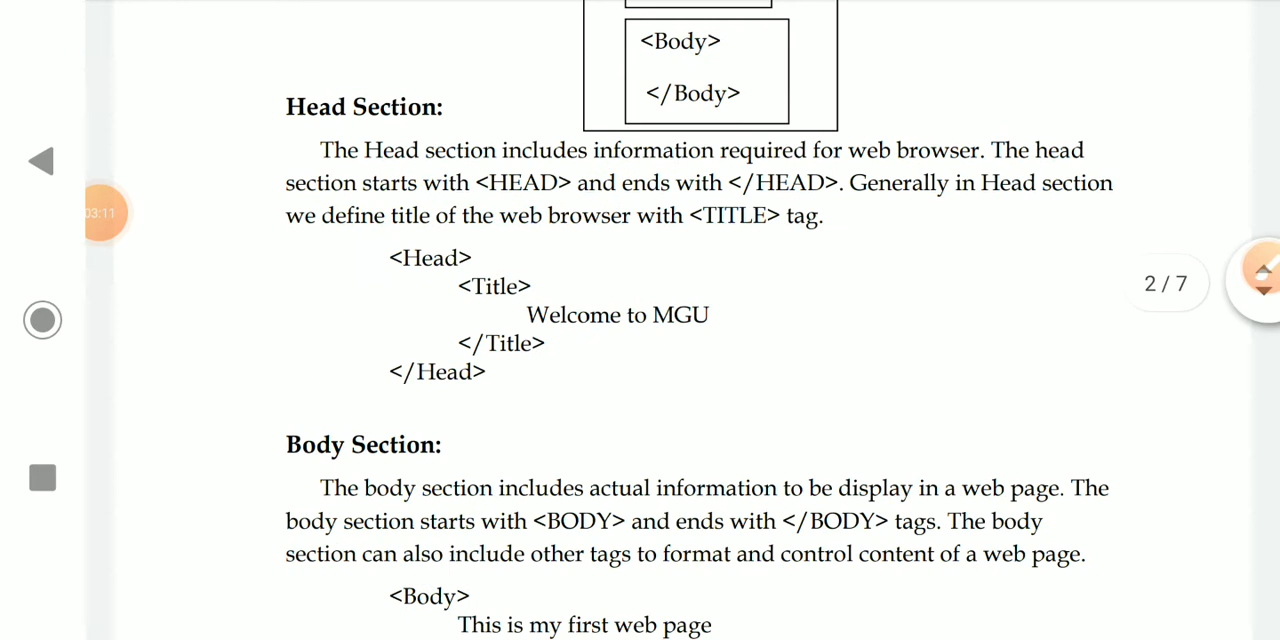 <Body>
</Body>
Head Section:
The Head section includes information required for web browser. The head
section starts with <HEAD> and ends with </HEAD>. Generally in Head section
we define title of the web browser with <TITLE> tag.
03:11
<Head>
<Title>
2 / 7
Welcome to MGU
</Title>
</Head>
Body Section:
The body section includes actual information to be display in a web page. The
body section starts with <BODY> and ends with </BODY> tags. The body
section can also include other tags to format and control content of a web page.
<Body>
This is my first web page